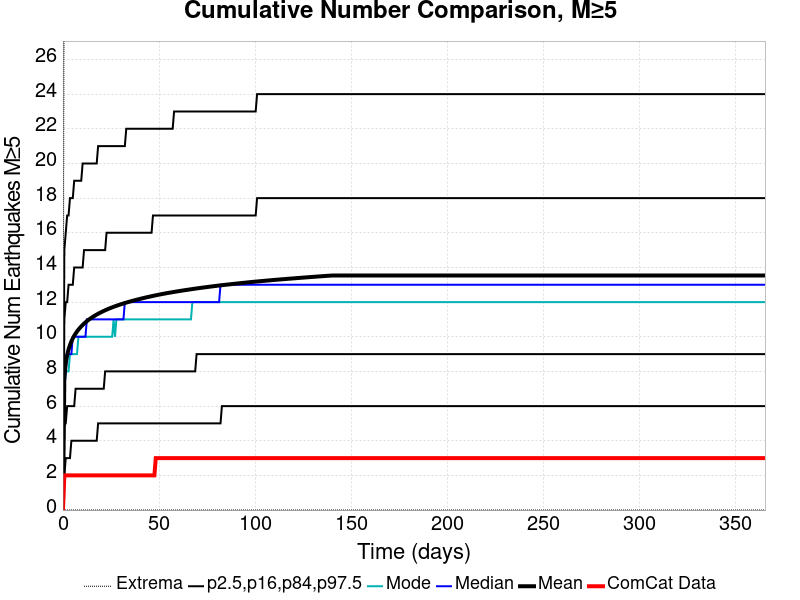 Cumulative Number Comparison, M≥5
Cumulative Num Earthquakes M≥5
26
24
22
20
18
16
14
12
10
8
6
4
2
0
0 50 100 150 200 250 300 350
Time (days)
Extrema p2.5,p16,p84,p97.5 Mode Median Mean ComCat Data